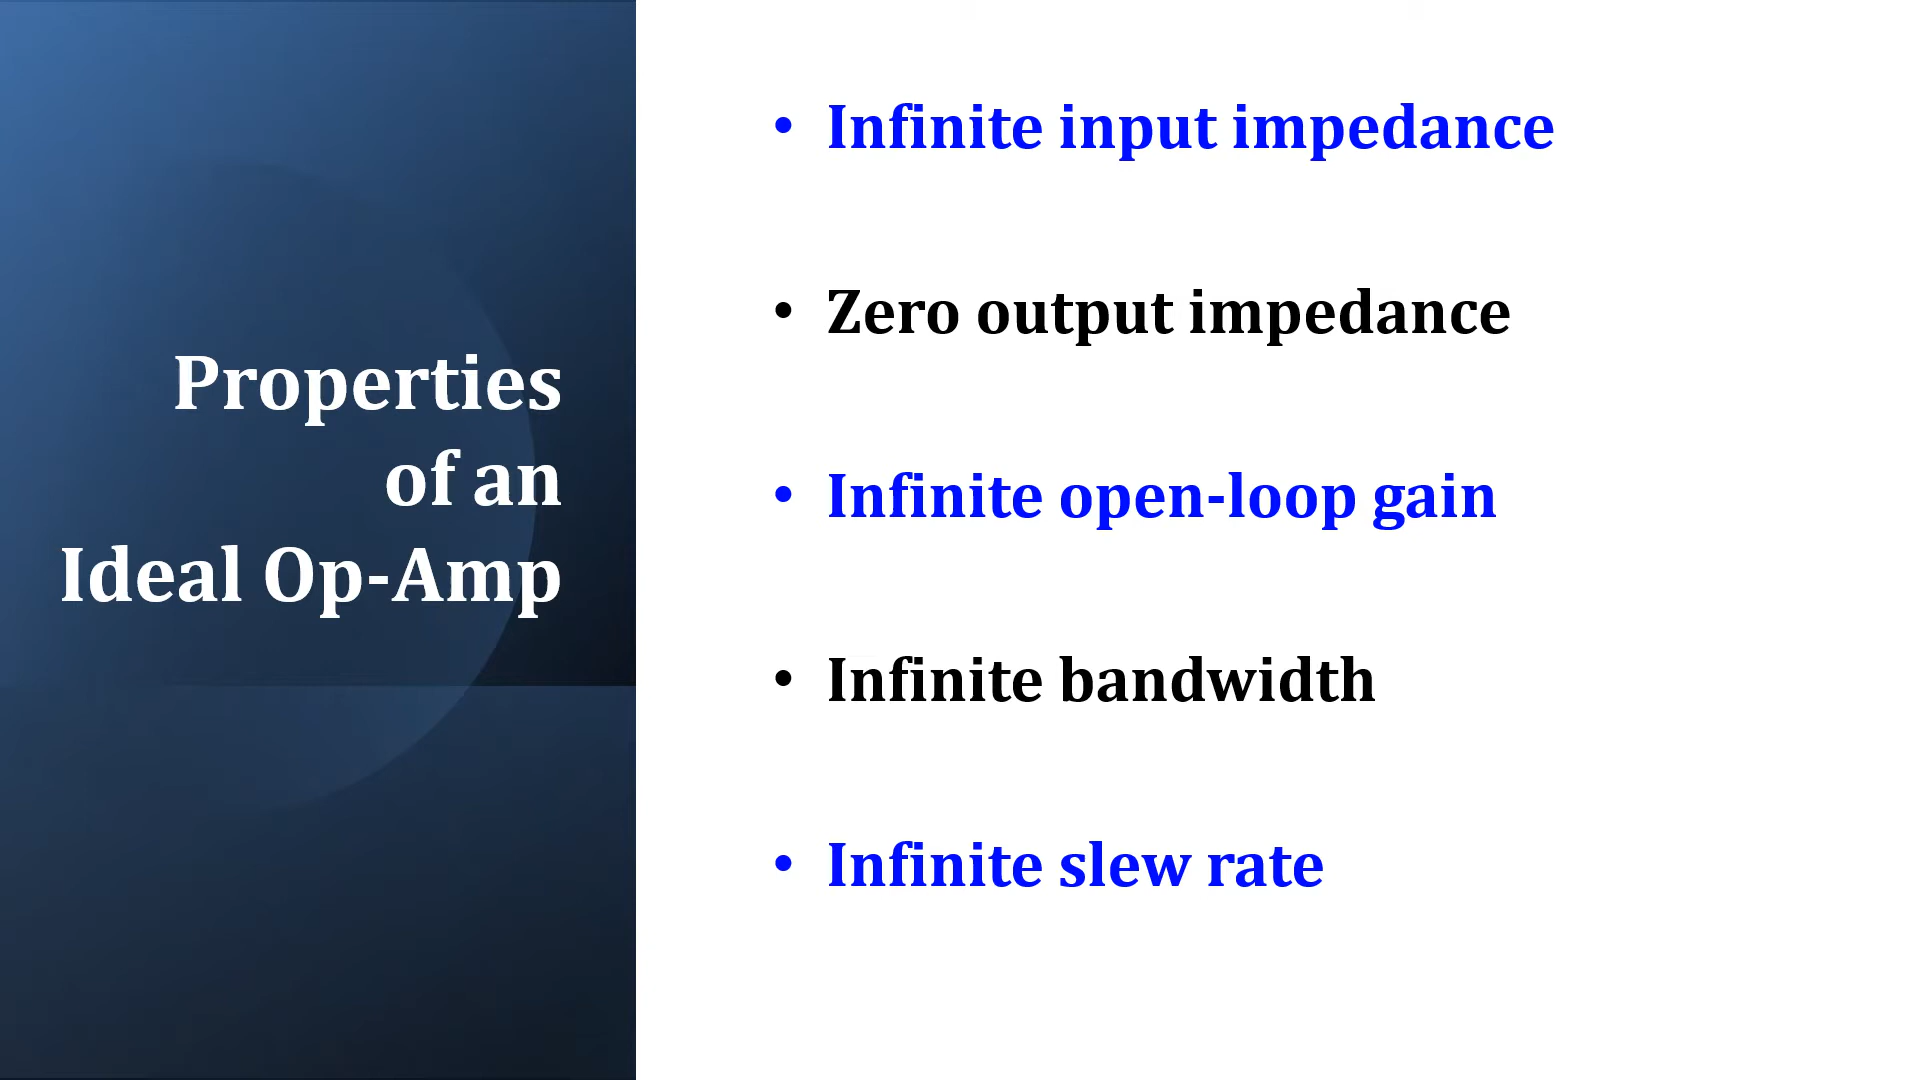 Properties
of an
Ideal Op-Amp
• Infinite input impedance
• Zero output impedance
• Infinite open-loop gain
• Infinite bandwidth
• Infinite slew rate